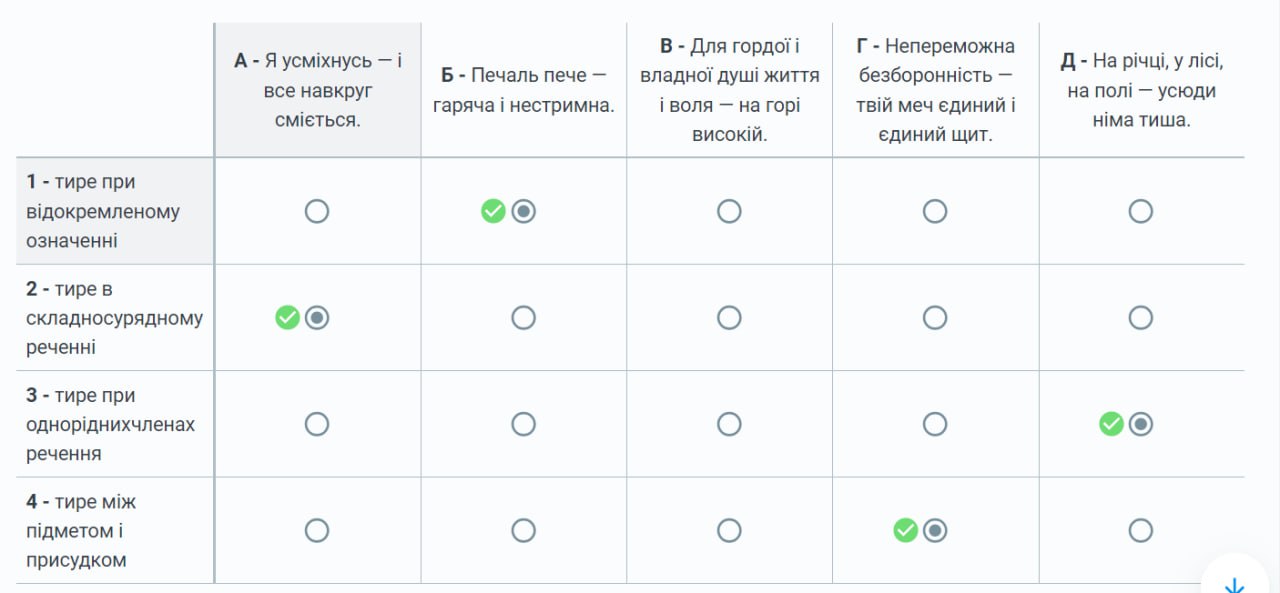 А - Я усміхнусь — і
все навкруг
сміється.
Б - Печаль пече —
гаряча і нестримна.
В - Для гордої і
владної душі життя
і воля — на горі
високій.
Г - Непереможна
безборонність —
твій меч єдиний і
єдиний щит.
Д - На річці, у лісі,
на полі — усюди
німа тиша.
1 - тире при
відокремленому
означенні
2 - тире в
складносурядному
реченні
3 - тире при
одноріднихчленах
речення
4 - тире між
підметом і
присудком